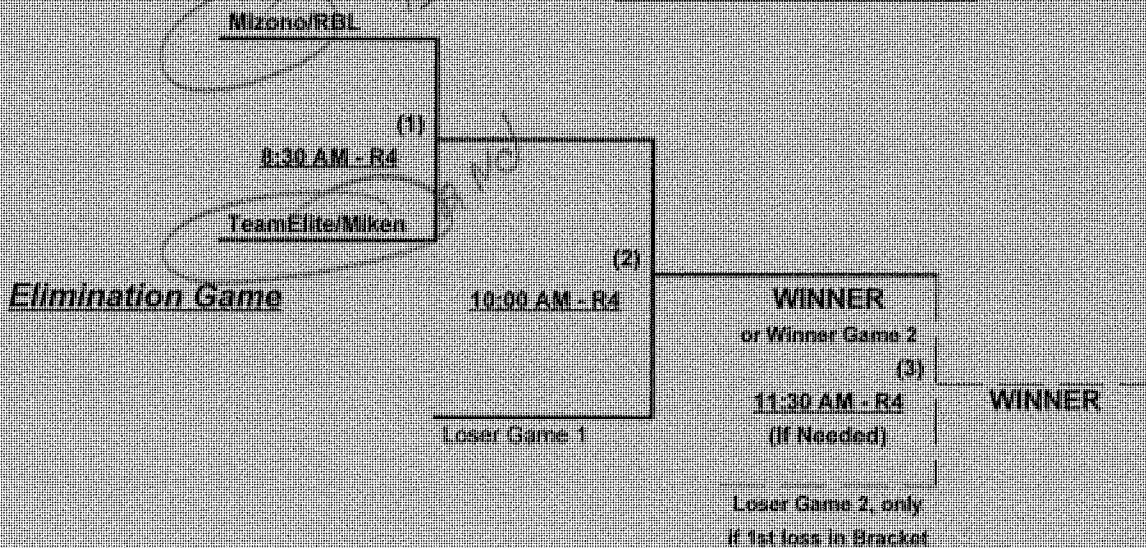 Mizono/RBL
(1)
8:30 AM - R4
TeamElite/Miken
(2)
Elimination Game
10:00 AM - R4
WINNER
or Winner Game 2
(3)
11:30 AM - R4
WINNER
(If Needed)
Loser Game 1
Loser Game 2, only
if 1st loss in Bracket